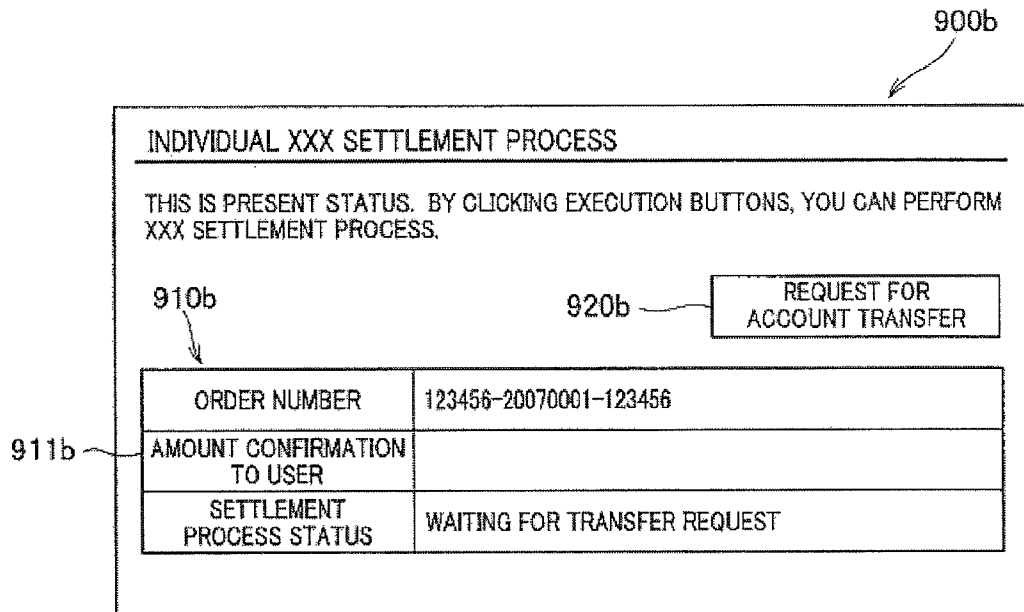 900b
INDIVIDUAL XXX SETTLEMENT PROCESS
THIS IS PRESENT STATUS. BY CLICKING EXECUTION BUTTONS, YOU CAN PERFORM
XXX SETTLEMENT PROCESS.
910b
920b
REQUEST FOR
ACCOUNT TRANSFER
ORDER NUMBER
123456-20070001-123456
911b
AMOUNT CONFIRMATION
TO USER
SETTLEMENT
PROCESS STATUS
WAITING FOR TRANSFER REQUEST